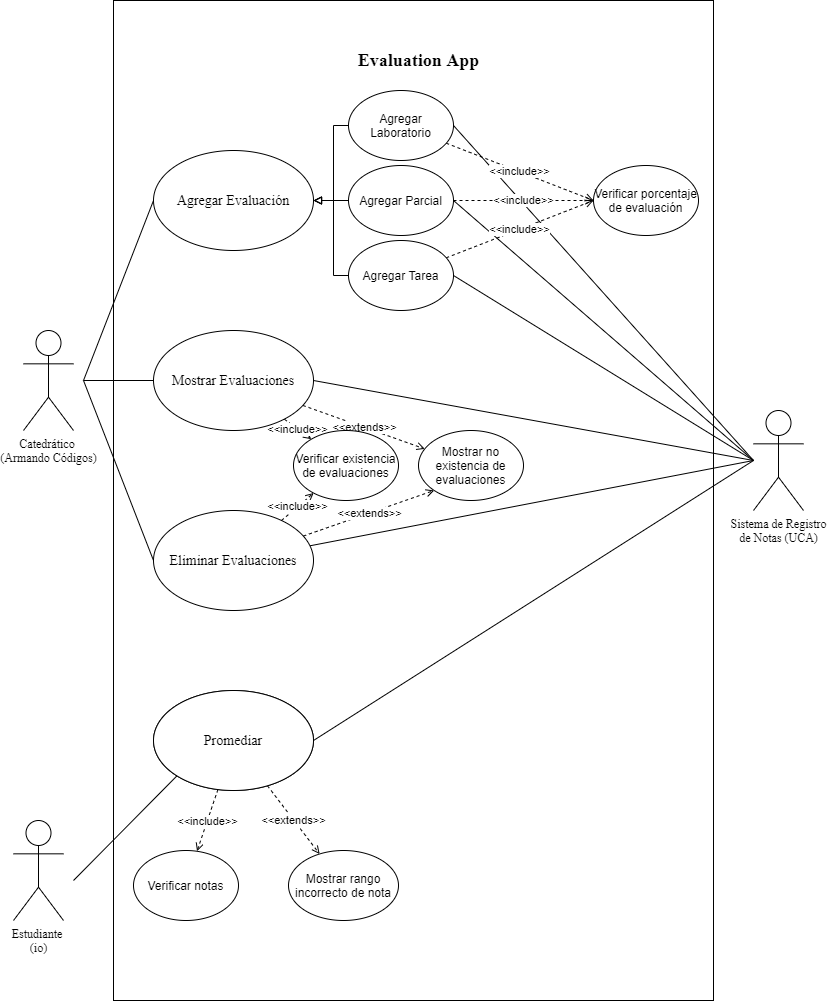 Evaluation App
Agregar
Laboratorio
<<include>>
Agregar Evaluación
Agregar Parcial
<<include>>
Verificar porcentaje
de evaluación
<<include>>
Agregar Tarea
Mostrar Evaluaciones
<<include>>
<<extends>>
Catedrático
(Armando Códigos)
Verificar existencia
de evaluaciones
Mostrar no
existencia de
evaluaciones
<<include>>
<<extends>>
Sistema de Registro
de Notas (UCA)
Eliminar Evaluaciones
Promediar
<<include>>
<<extends>>
Verificar notas
Mostrar rango
incorrecto de nota
Estudiante
(io)